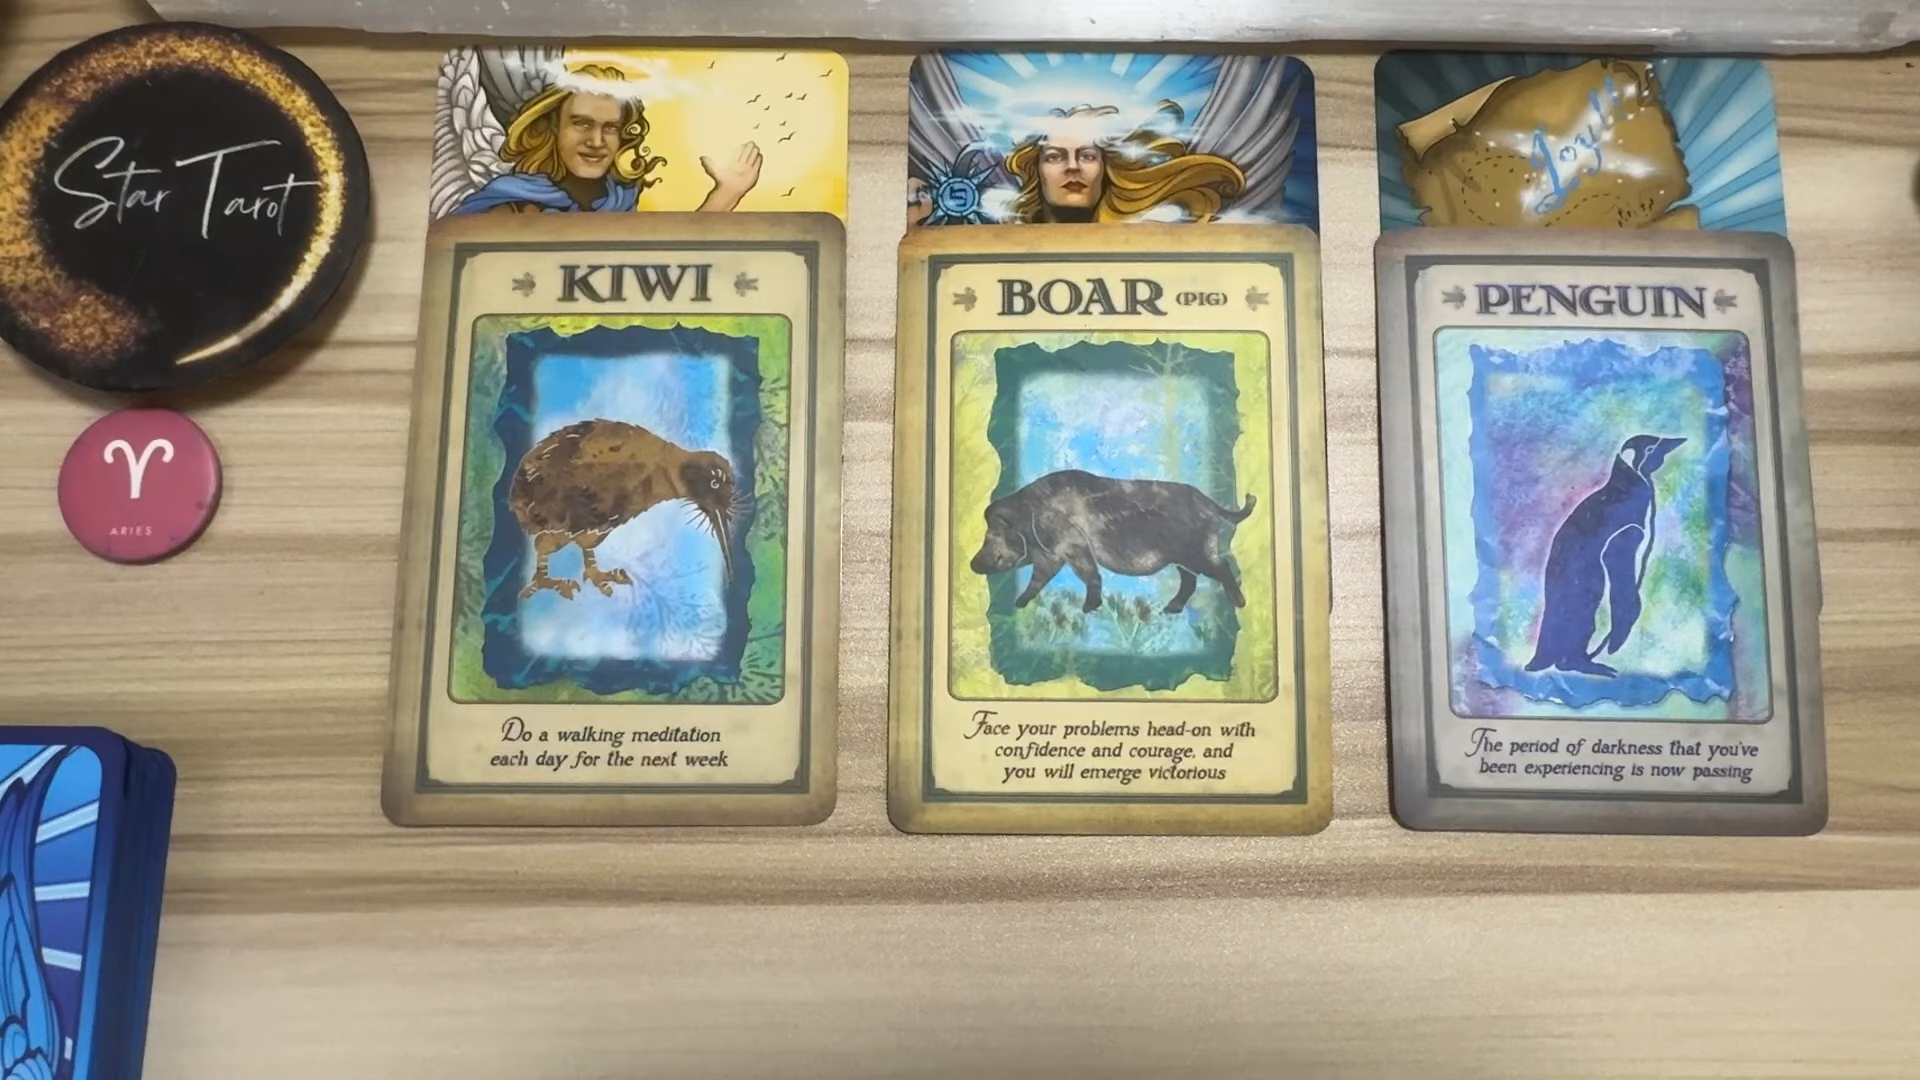 Star Tarot
ARIES
KIWI
Do a walking meditation
each day for the next week
BOAR (PIG)
Face your problems head-on with
confidence and courage, and
you will emerge victorious
PENGUIN
The period of darkness that you've
been experiencing is now passing